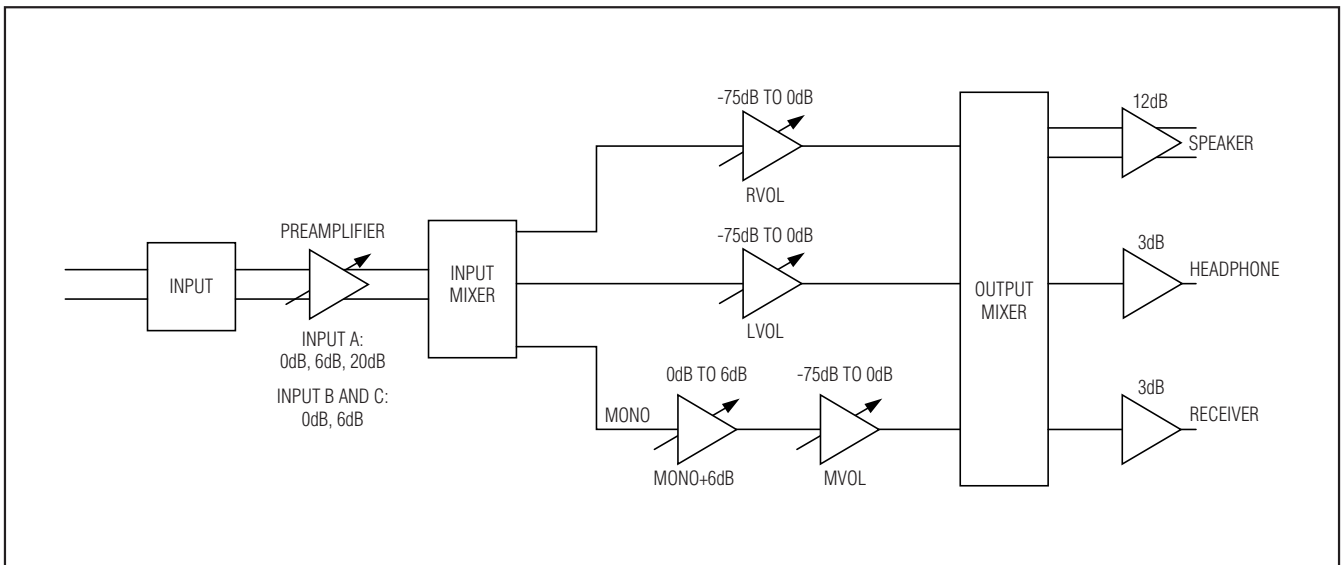 -75dB TO 0dB
RVOL
12dB
SPEAKER
PREAMPLIFIER
INPUT
INPUT A:
0dB, 6dB, 20dB
INPUT B AND C:
0dB, 6dB
INPUT
MIXER
-75dB TO 0dB
LVOL
OUTPUT
MIXER
3dB
HEADPHONE
MONO
0dB TO 6dB
MONO+6dB
-75dB TO 0dB
MVOL
3dB
RECEIVER